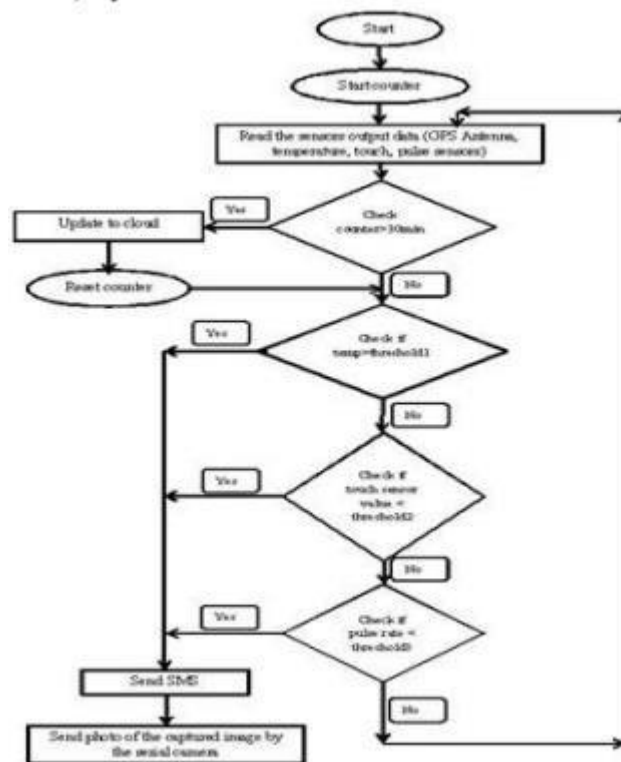 Start
Start counter
Read the sensors output data (GPS Antenna,
temperature, touch, pulse sensors)
Check
counter>30min
Yes
Update to cloud
Reset counter
No
Check if
temp>threshold1
Yes
No
Check if
touch sensor
value <
threshold2
Yes
No
Check if
pulse rate <
threshold3
Yes
No
Send SMS
Send photo of the captured image by
the serial camera